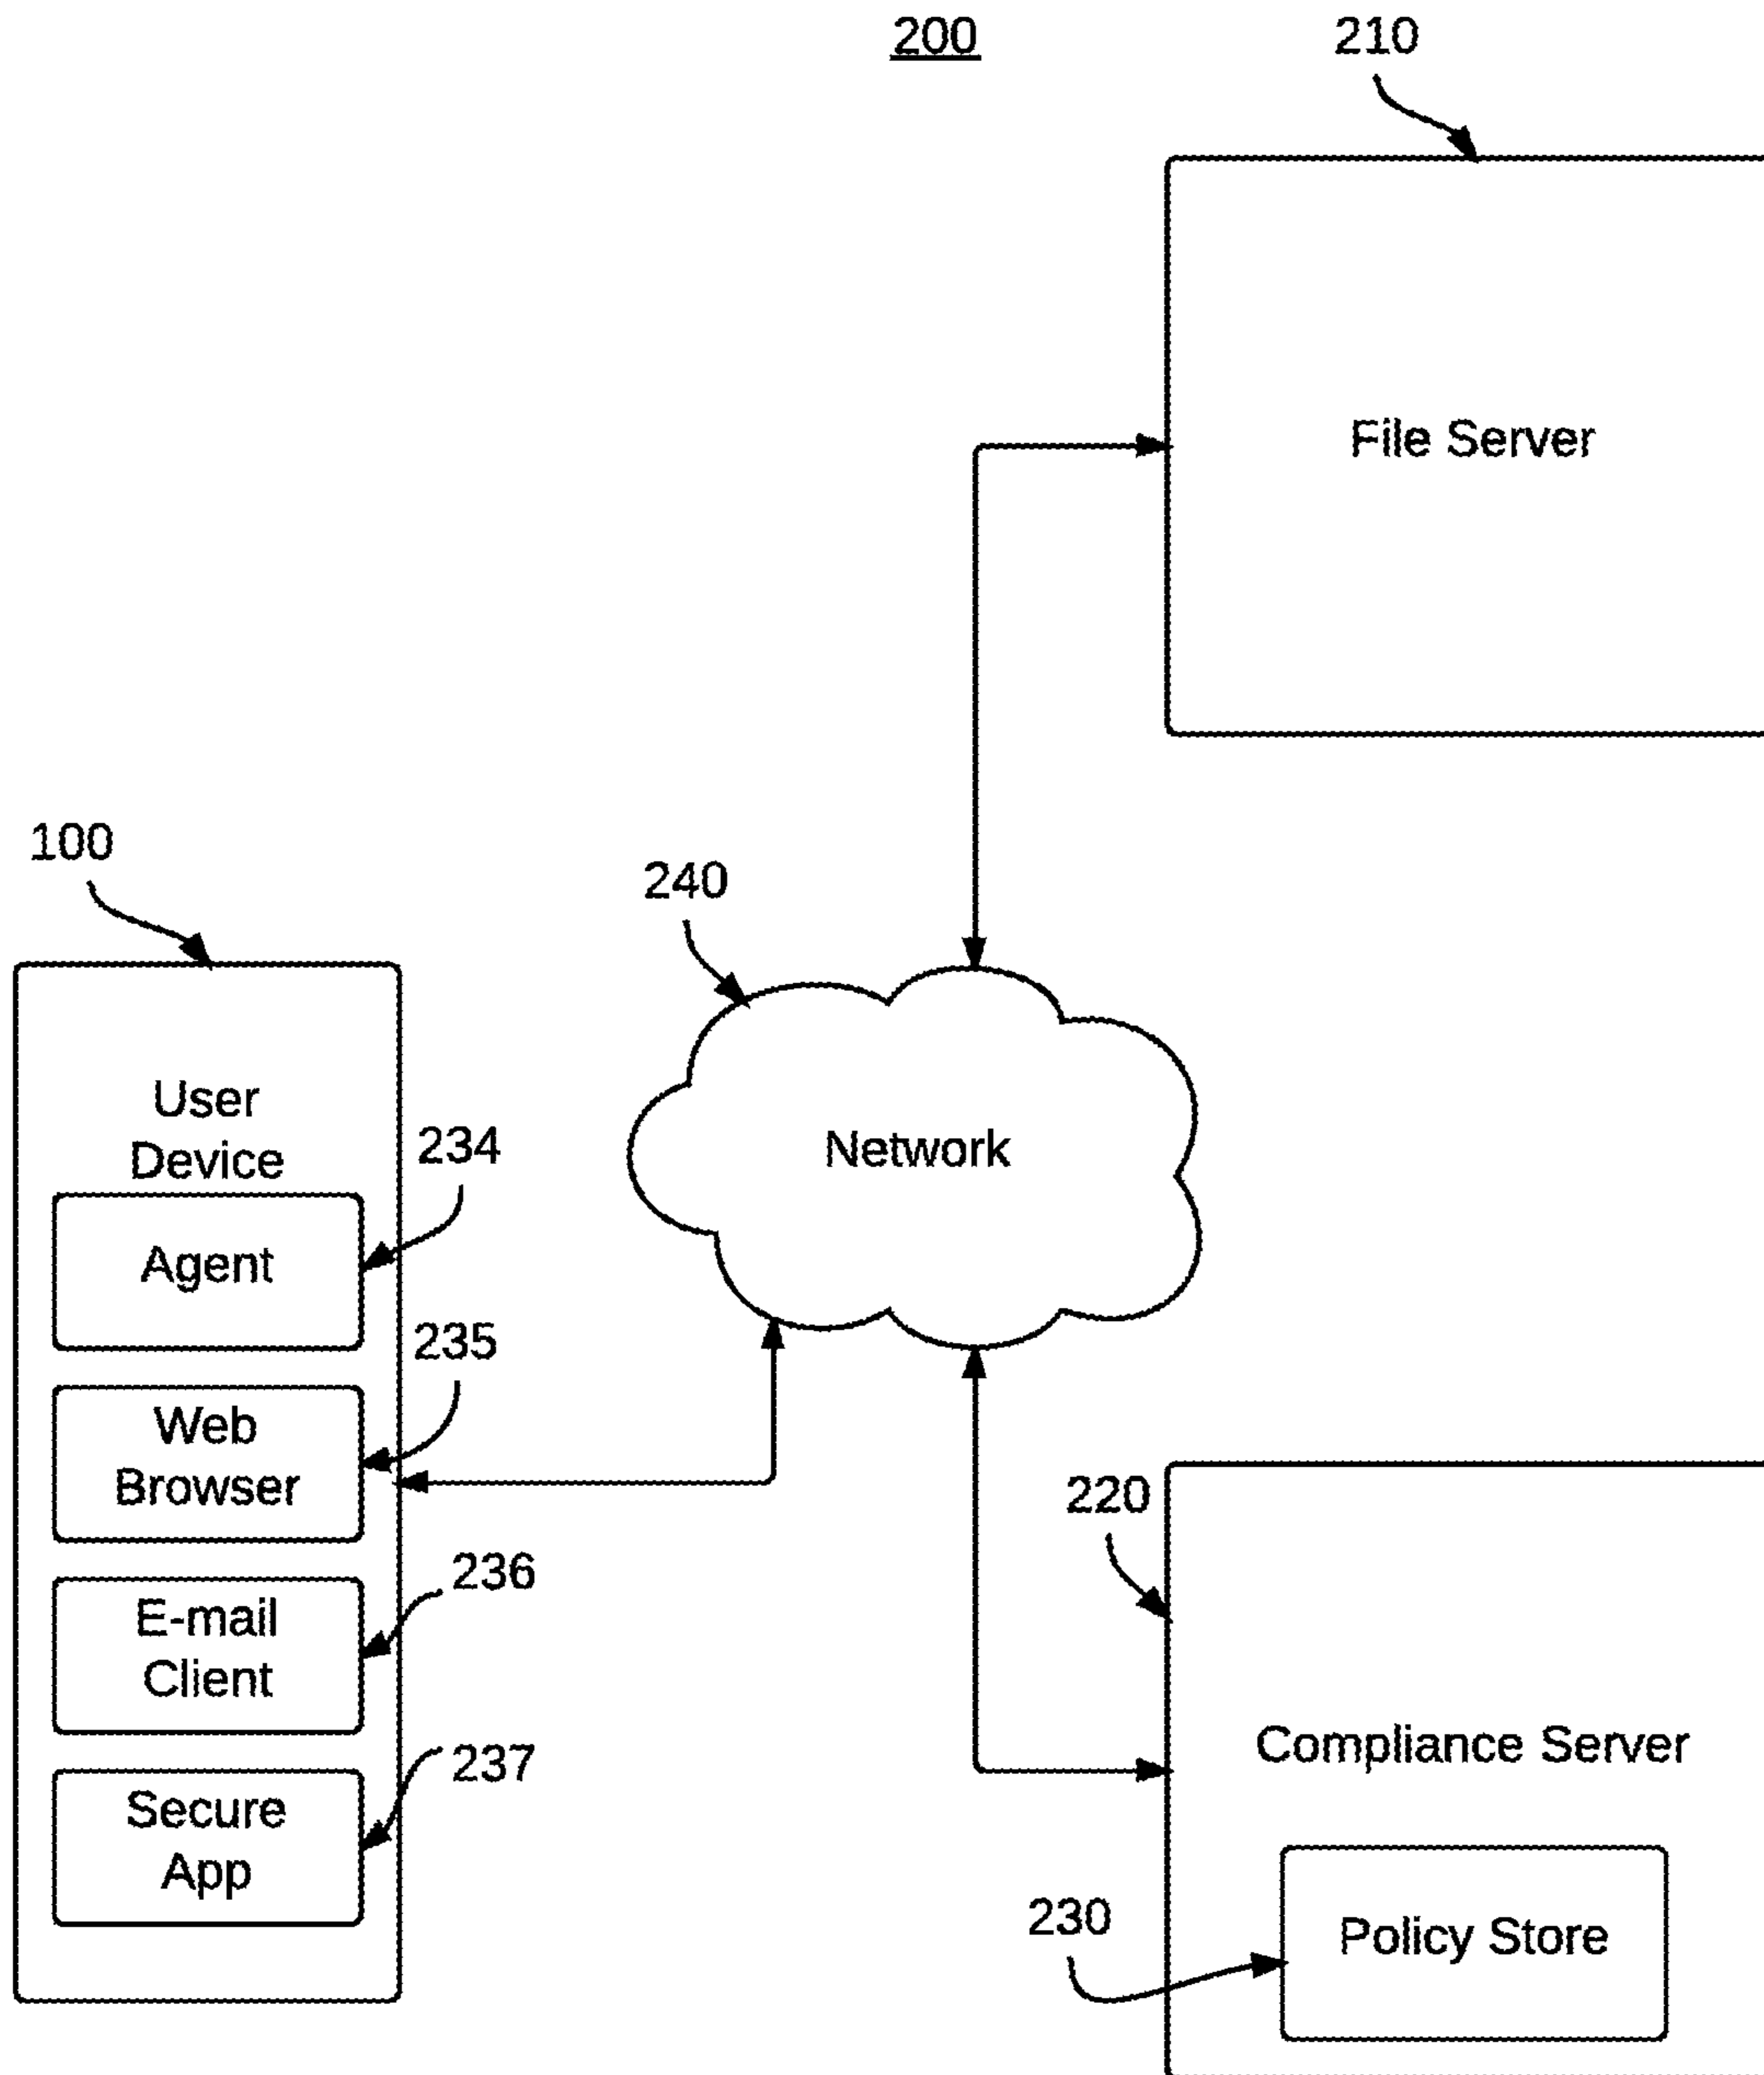 200
210
File Server
100
240
User
Device
234
Network
Agent
235
Web
Browser
220
236
E-mail
Client
Compliance Server
237
Secure
App
230
Policy Store